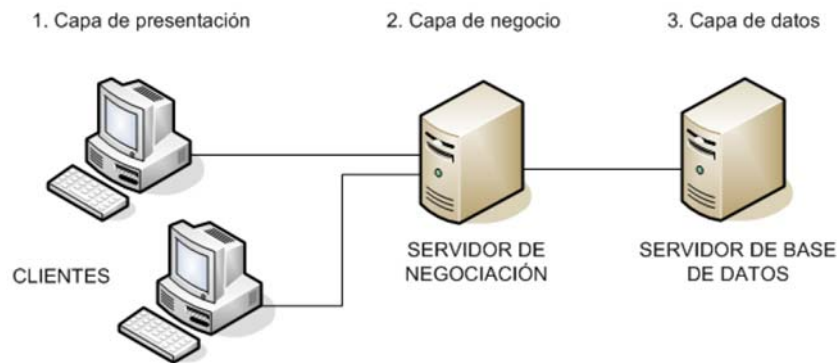 1. Capa de presentación
2. Capa de negocio
3. Capa de datos
CLIENTES
SERVIDOR DE
NEGOCIACIÓN
SERVIDOR DE BASE
DE DATOS